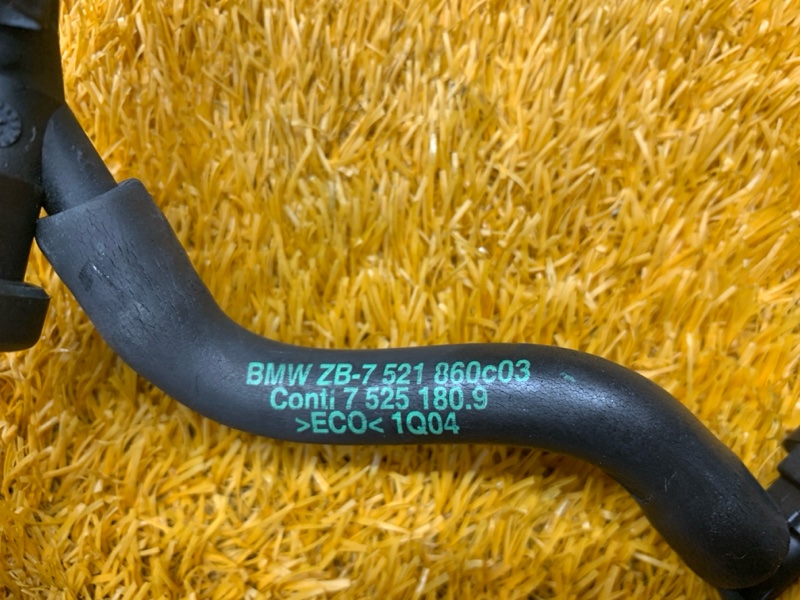 BMW ZB-7 521 860c03
Conti 7 525 180.9
>ECO< 1Q04